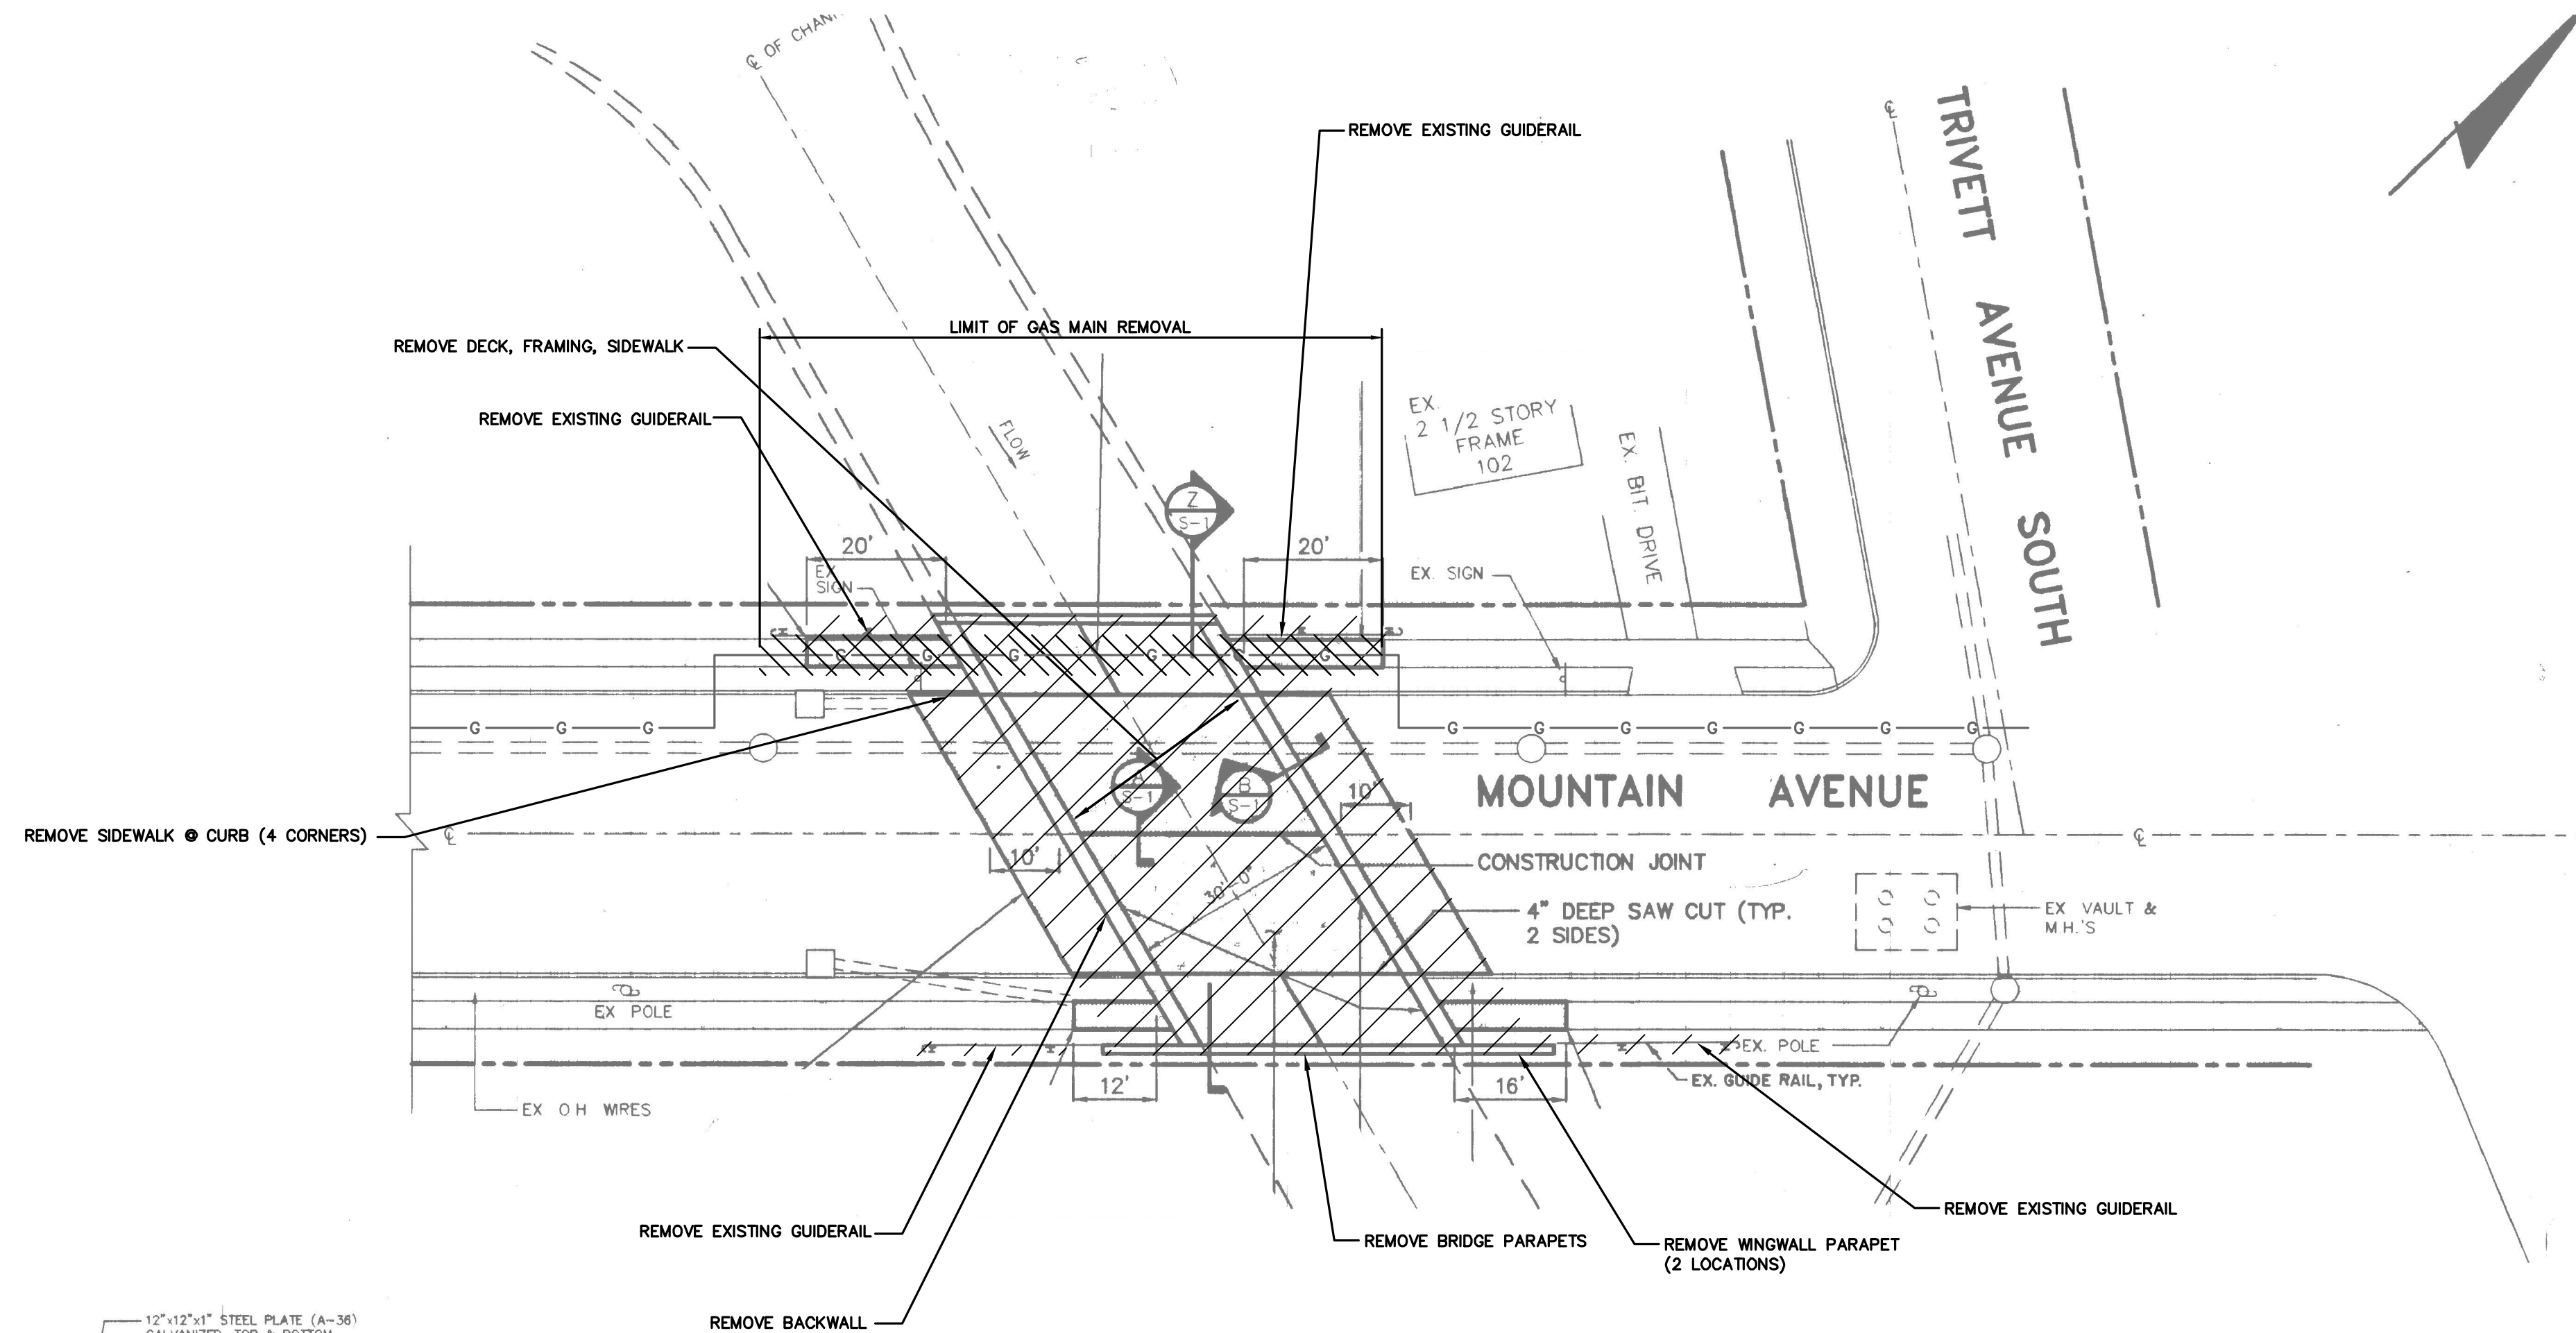 ℄ OF
REMOVE EXISTING GUIDERAIL
TRIVETT AVENUE SOUTH
℄
LIMIT OF GAS MAIN REMOVAL
REMOVE DECK, FRAMING, SIDEWALK
REMOVE EXISTING GUIDERAIL
FLOW
EX.
2 1/2 STORY
FRAME
102
EX. BIT. DRIVE
Z
S-1
20'
20'
EX
SIGN
EX. SIGN
G G G G G G
G G G
G G G G G G G
A
S-1
B
S-1
10'
MOUNTAIN AVENUE
REMOVE SIDEWALK @ CURB (4 CORNERS)
℄
℄
10'
CONSTRUCTION JOINT
30'-0"
4" DEEP SAW CUT (TYP.
2 SIDES)
EX VAULT &
M.H.'S
EX POLE
EX. POLE
12'
16'
EX. GUIDE RAIL, TYP.
EX O H WIRES
REMOVE EXISTING GUIDERAIL
REMOVE BRIDGE PARAPETS
REMOVE WINGWALL PARAPET
(2 LOCATIONS)
REMOVE EXISTING GUIDERAIL
REMOVE BACKWALL
12"x12"x1" STEEL PLATE (A-36)